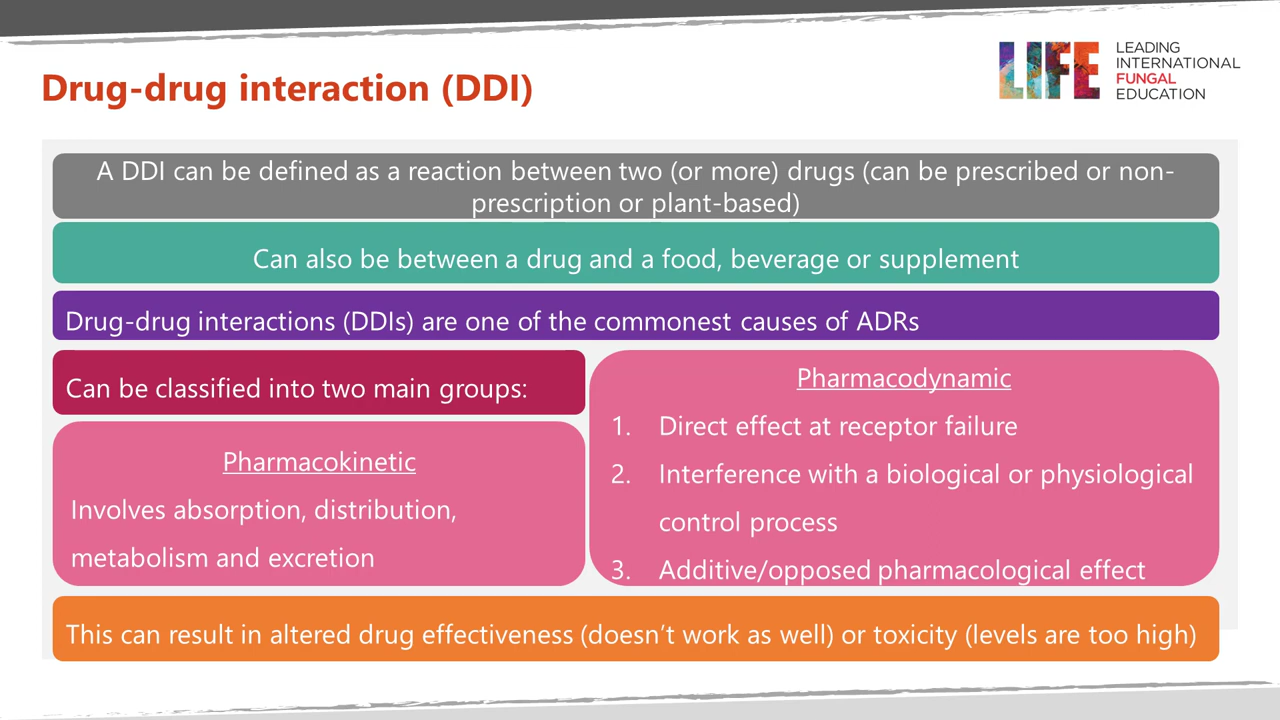 Drug-drug interaction (DDI)
LIFE
LEADING
INTERNATIONAL
FUNGAL
EDUCATION
A DDI can be defined as a reaction between two (or more) drugs (can be prescribed or non-
prescription or plant-based)
Can also be between a drug and a food, beverage or supplement
Drug-drug interactions (DDIs) are one of the commonest causes of ADRs
Can be classified into two main groups:
Pharmacokinetic
Involves absorption, distribution,
metabolism and excretion
Pharmacodynamic
1. Direct effect at receptor failure
2. Interference with a biological or physiological
control process
3. Additive/opposed pharmacological effect
This can result in altered drug effectiveness (doesn’t work as well) or toxicity (levels are too high)